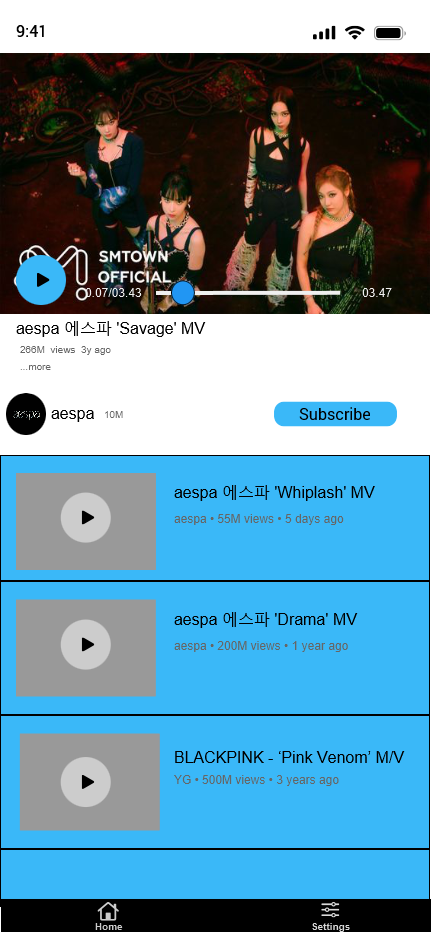 9:41
SMTOWN
OFFICIAL
0.07/03.43
03.47
aespa 에스파 'Savage' MV
266M views 3y ago
...more
aespa
aespa 10M
Subscribe
aespa 에스파 'Whiplash' MV
aespa • 55M views • 5 days ago
aespa 에스파 'Drama' MV
aespa • 200M views • 1 year ago
BLACKPINK - ‘Pink Venom’ M/V
YG • 500M views • 3 years ago
Home
Settings